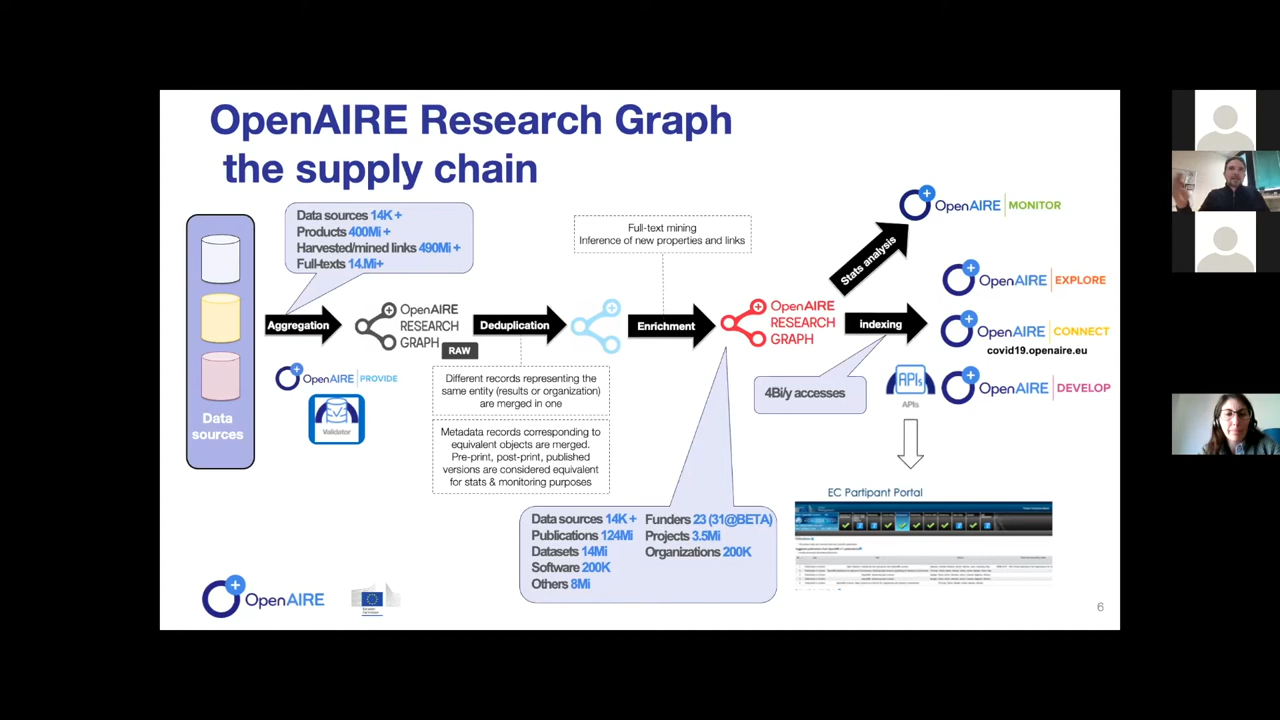 OpenAIRE Research Graph
the supply chain
Data sources 14K +
Products 400Mi +
Harvested/mined links 490Mi +
Full-texts 14.Mi+
Full-text mining
Inference of new properties and links
OpenAIRE | MONITOR
Stats analysis
OpenAIRE | EXPLORE
Aggregation
OpenAIRE
RESEARCH
GRAPH
RAW
Deduplication
Enrichment
OpenAIRE
RESEARCH
GRAPH
indexing
OpenAIRE | CONNECT
covid19.openaire.eu
OpenAIRE | PROVIDE
Validator
Data
sources
Different records representing the
same entity (results or organization)
are merged in one
Metadata records corresponding to
equivalent objects are merged.
Pre-print, post-print, published
versions are considered equivalent
for stats & monitoring purposes
4Bi/y accesses
APIs
APIs
OpenAIRE | DEVELOP
EC Partipant Portal
Data sources 14K +
Publications 124Mi
Datasets 14Mi
Software 200K
Others 8Mi
Funders 23 (31@BETA)
Projects 3.5Mi
Organizations 200K
OpenAIRE
European
Commission
6